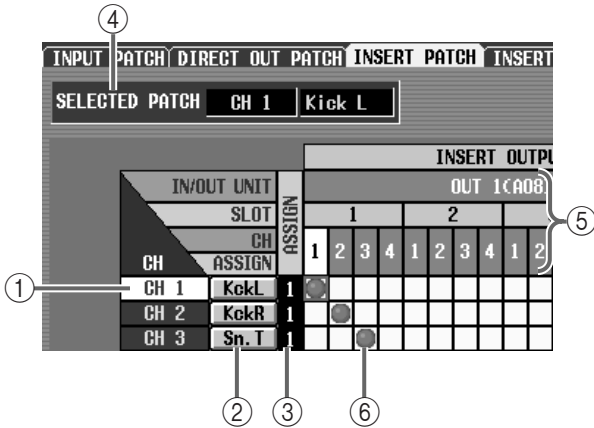 ④
INPUT PATCH DIRECT OUT PATCH INSERT PATCH INSERT
SELECTED PATCH CH 1 Kick L
INSERT OUTPU
IN/OUT UNIT ASSIGN OUT 1(AO8)
SLOT 1 2
⑤
CH 1 2 3 4 1 2 3 4 1 2
CH ASSIGN
① CH 1 KckL 1
CH 2 KckR 1
CH 3 Sn.T 1
② ③ ⑥